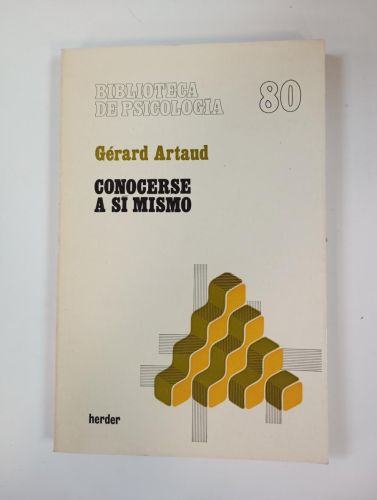 BIBLIOTECA
DE PSICOLOGIA
80
Gérard Artaud
CONOCERSE
A SI MISMO
herder